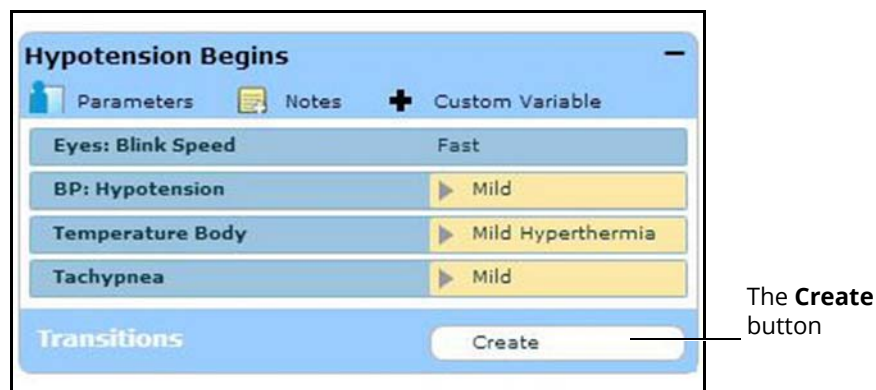 Hypotension Begins
Parameters Notes Custom Variable
Eyes: Blink Speed Fast
BP: Hypotension Mild
Temperature Body Mild Hyperthermia
Tachypnea Mild
Transitions Create
The Create
button